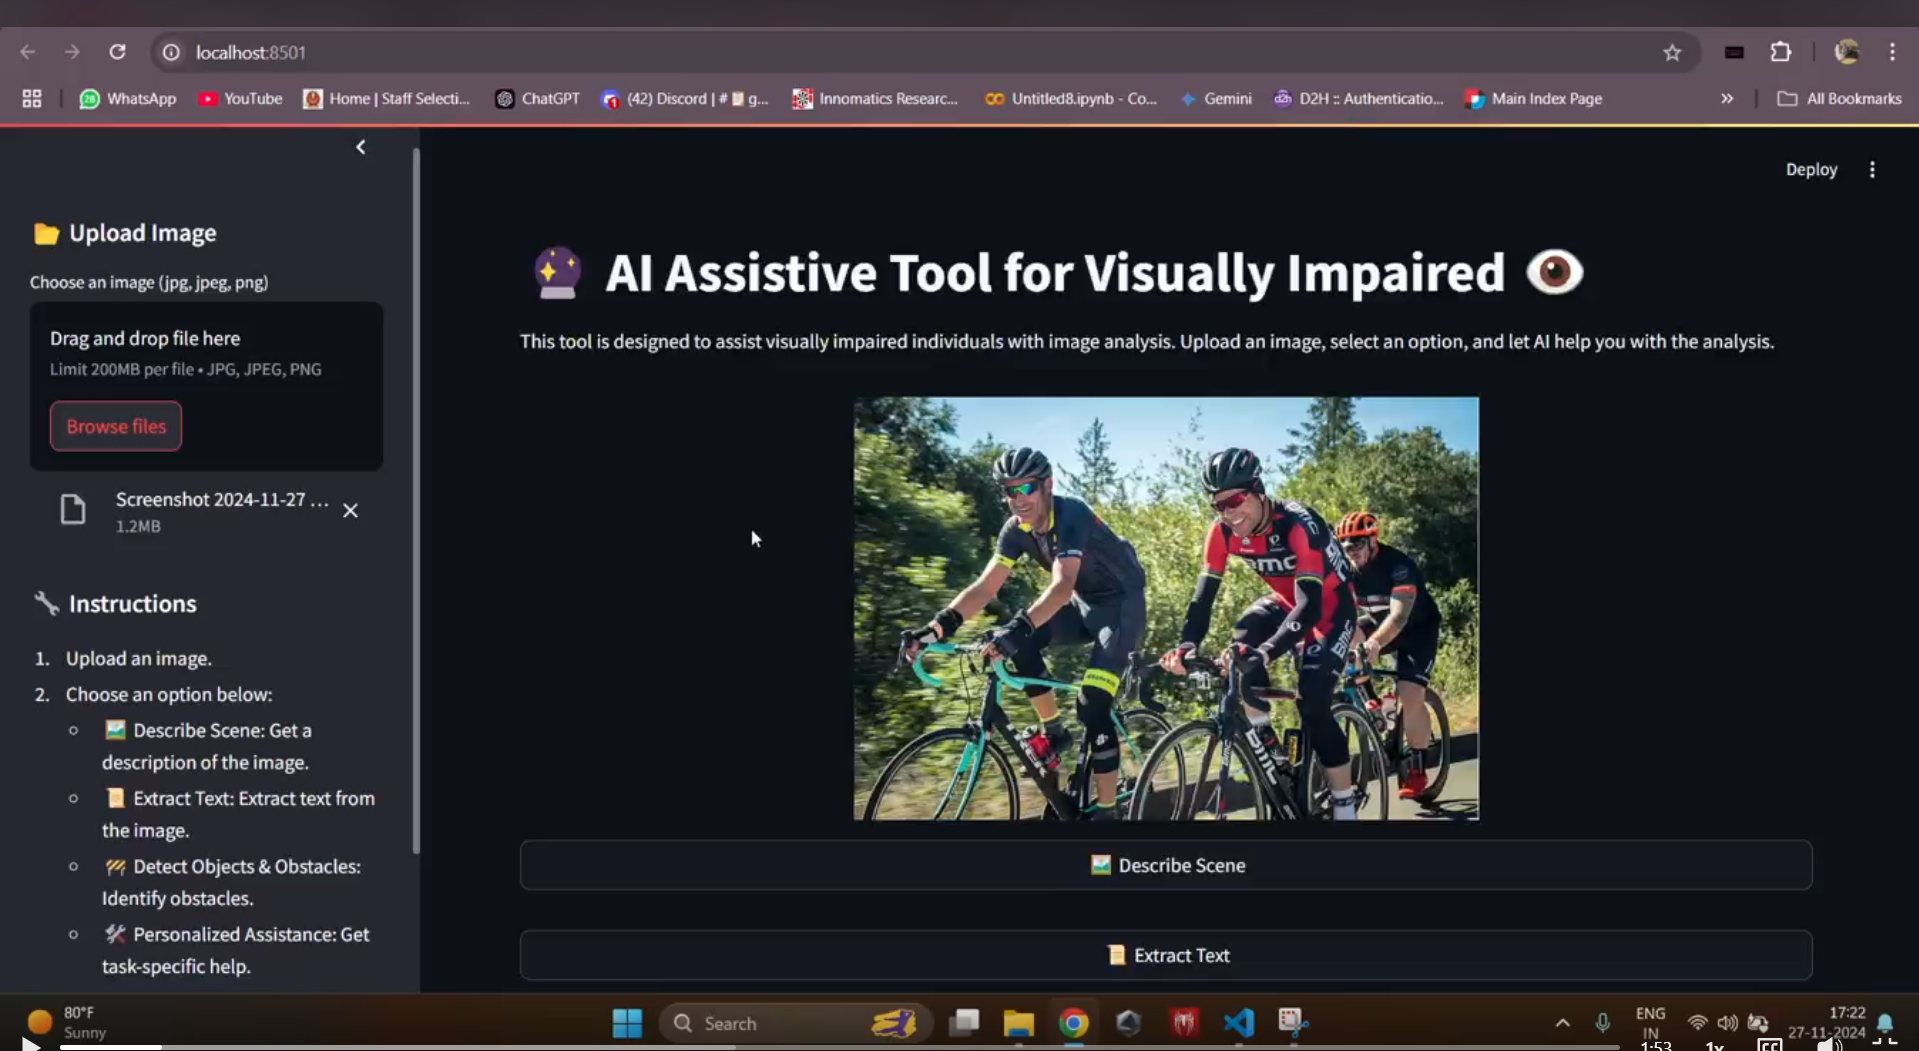 localhost:8501
WhatsApp
YouTube
Home | Staff Selecti...
ChatGPT
(42) Discord | # g...
Innomatics Researc...
Untitled8.ipynb - Co...
Gemini
D2H :: Authenticatio...
Main Index Page
All Bookmarks
Deploy
Upload Image
Choose an image (jpg, jpeg, png)
Drag and drop file here
Limit 200MB per file • JPG, JPEG, PNG
Browse files
Screenshot 2024-11-27 ...
1.2MB
Instructions
1. Upload an image.
2. Choose an option below:
Describe Scene: Get a
description of the image.
Extract Text: Extract text from
the image.
Detect Objects & Obstacles:
Identify obstacles.
Personalized Assistance: Get
task-specific help.
AI Assistive Tool for Visually Impaired
This tool is designed to assist visually impaired individuals with image analysis. Upload an image, select an option, and let AI help you with the analysis.
bmc
BMC
TREK
BMC
Describe Scene
Extract Text
80°F
Sunny
Search
ENG
IN
17:22
27-11-2024
1:53
1x
CC